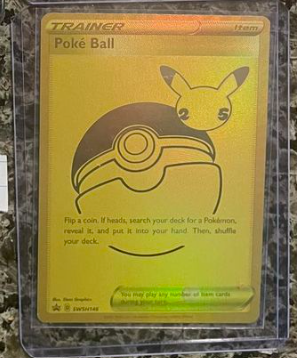 TRAINER Item
Poké Ball
25
Flip a coin. If heads, search your deck for a Pokémon,
reveal it, and put it into your hand. Then, shuffle
your deck.
You may play any number of Item cards
SWSH146